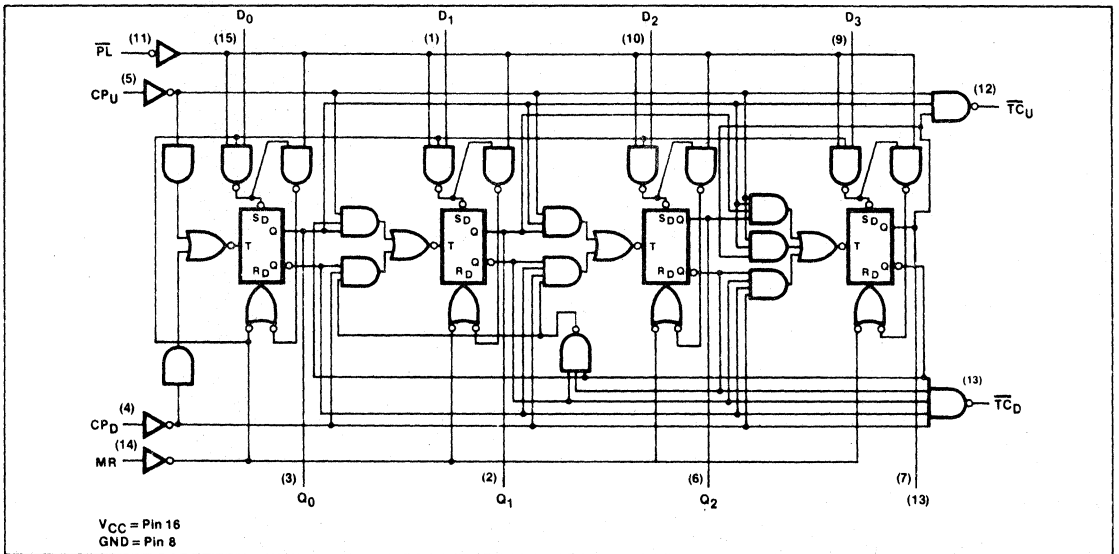 D0 D1 D2 D3
(11) (15) (1) (10) (9)
PL
(5)
CPU
(12)
TCU
SD Q SD Q SD Q SD Q
T T T T
Q Q Q Q
RD RD RD RD
(13)
TCD
(4)
CPD
(14)
MR
(3) (2) (6) (7)
Q0 Q1 Q2 (13)
VCC = Pin 16
GND = Pin 8